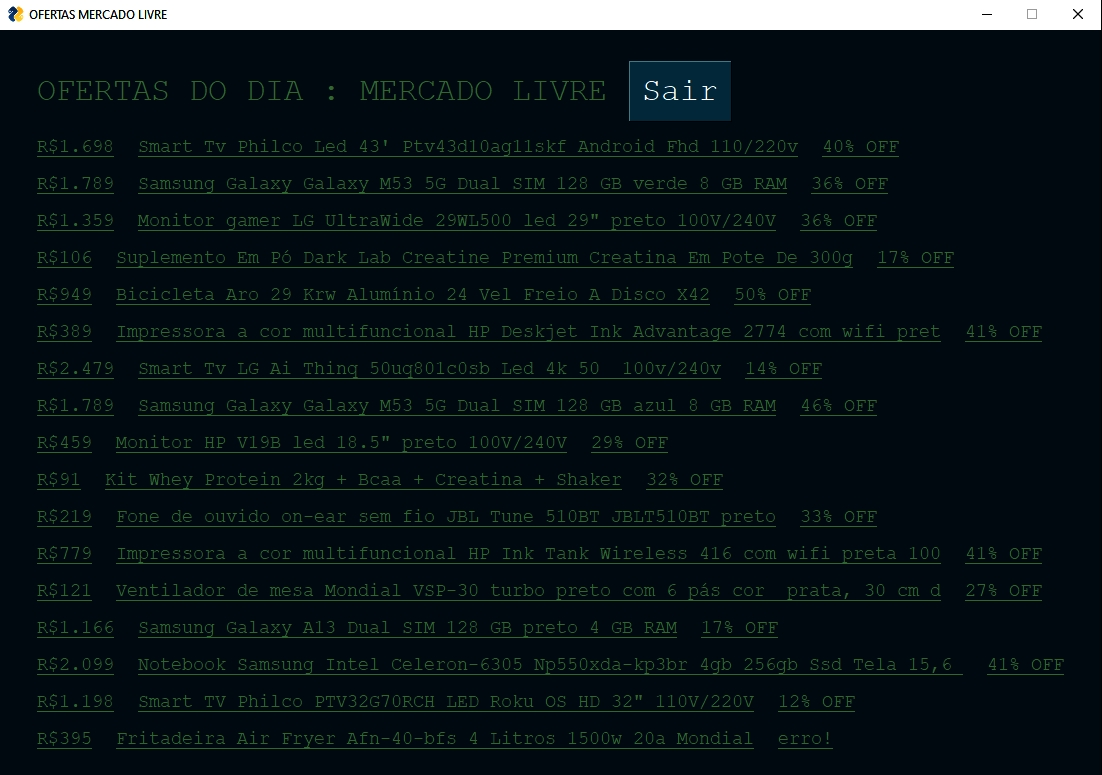 OFERTAS MERCADO LIVRE
OFERTAS DO DIA : MERCADO LIVRE Sair
R$1.698 Smart Tv Philco Led 43' Ptv43d10ag11skf Android Fhd 110/220v 40% OFF
R$1.789 Samsung Galaxy Galaxy M53 5G Dual SIM 128 GB verde 8 GB RAM 36% OFF
R$1.359 Monitor gamer LG UltraWide 29WL500 led 29" preto 100V/240V 36% OFF
R$106 Suplemento Em Pó Dark Lab Creatine Premium Creatina Em Pote De 300g 17% OFF
R$949 Bicicleta Aro 29 Krw Alumínio 24 Vel Freio A Disco X42 50% OFF
R$389 Impressora a cor multifuncional HP Deskjet Ink Advantage 2774 com wifi pret 41% OFF
R$2.479 Smart Tv LG Ai Thinq 50uq801c0sb Led 4k 50 100v/240v 14% OFF
R$1.789 Samsung Galaxy Galaxy M53 5G Dual SIM 128 GB azul 8 GB RAM 46% OFF
R$459 Monitor HP V19B led 18.5" preto 100V/240V 29% OFF
R$91 Kit Whey Protein 2kg + Bcaa + Creatina + Shaker 32% OFF
R$219 Fone de ouvido on-ear sem fio JBL Tune 510BT JBLT510BT preto 33% OFF
R$779 Impressora a cor multifuncional HP Ink Tank Wireless 416 com wifi preta 100 41% OFF
R$121 Ventilador de mesa Mondial VSP-30 turbo preto com 6 pás cor prata, 30 cm d 27% OFF
R$1.166 Samsung Galaxy A13 Dual SIM 128 GB preto 4 GB RAM 17% OFF
R$2.099 Notebook Samsung Intel Celeron-6305 Np550xda-kp3br 4gb 256gb Ssd Tela 15,6 41% OFF
R$1.198 Smart TV Philco PTV32G70RCH LED Roku OS HD 32" 110V/220V 12% OFF
R$395 Fritadeira Air Fryer Afn-40-bfs 4 Litros 1500w 20a Mondial erro!